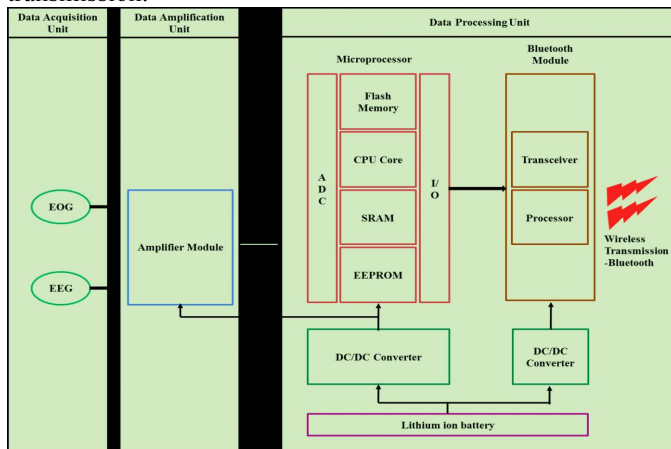 transmission.
Data Acquisition
Unit
Data Amplification
Unit
Data Processing Unit
Microprocessor
Bluetooth
Module
Flash
Memory
A
D
C
CPU Core
I/
O
Transceiver
EOG
SRAM
Processor
Amplifier Module
Wireless
Transmission
-Bluetooth
EEG
EEPROM
DC/DC Converter
DC/DC
Converter
Lithium ion battery